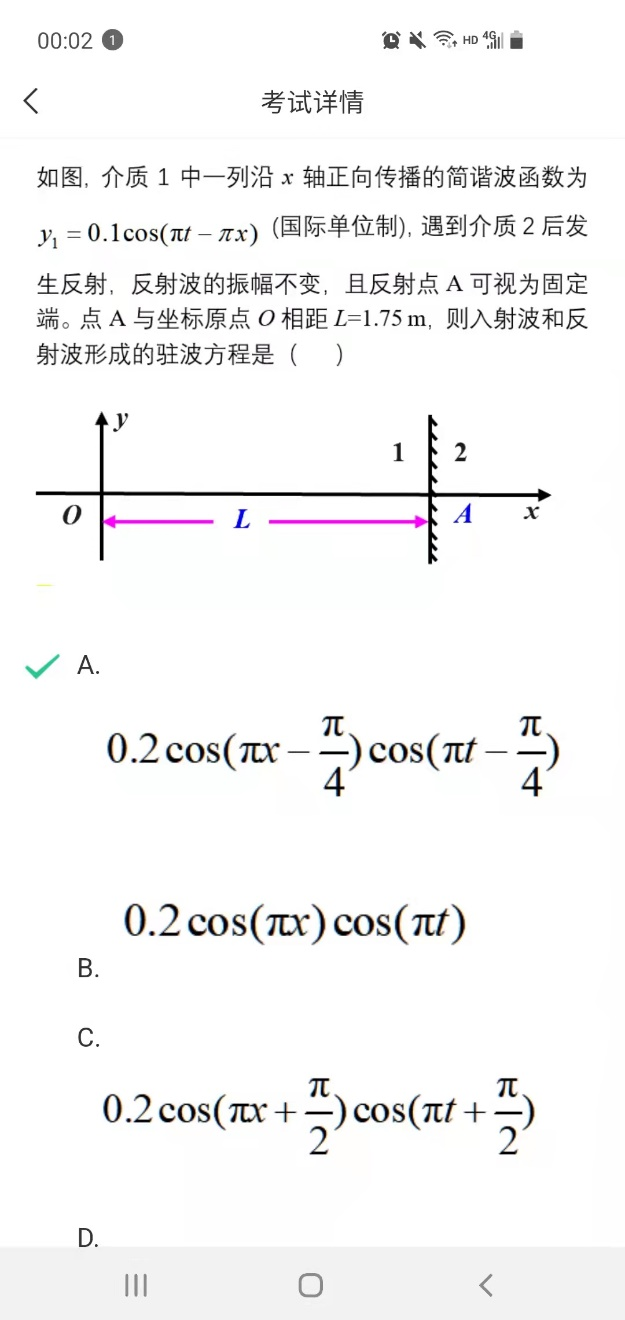 00:02 1 HD 4G
考试详情
如图, 介质 1 中一列沿 x 轴正向传播的简谐波函数为
y₁ = 0.1cos(πt − πx) (国际单位制), 遇到介质 2 后发
生反射, 反射波的振幅不变, 且反射点 A 可视为固定
端。点 A 与坐标原点 O 相距 L=1.75 m, 则入射波和反
射波形成的驻波方程是 ( )
y
1 2
O L A x
A.
0.2cos(πx − π/4)cos(πt − π/4)
0.2cos(πx)cos(πt)
B.
C.
0.2cos(πx + π/2)cos(πt + π/2)
D.